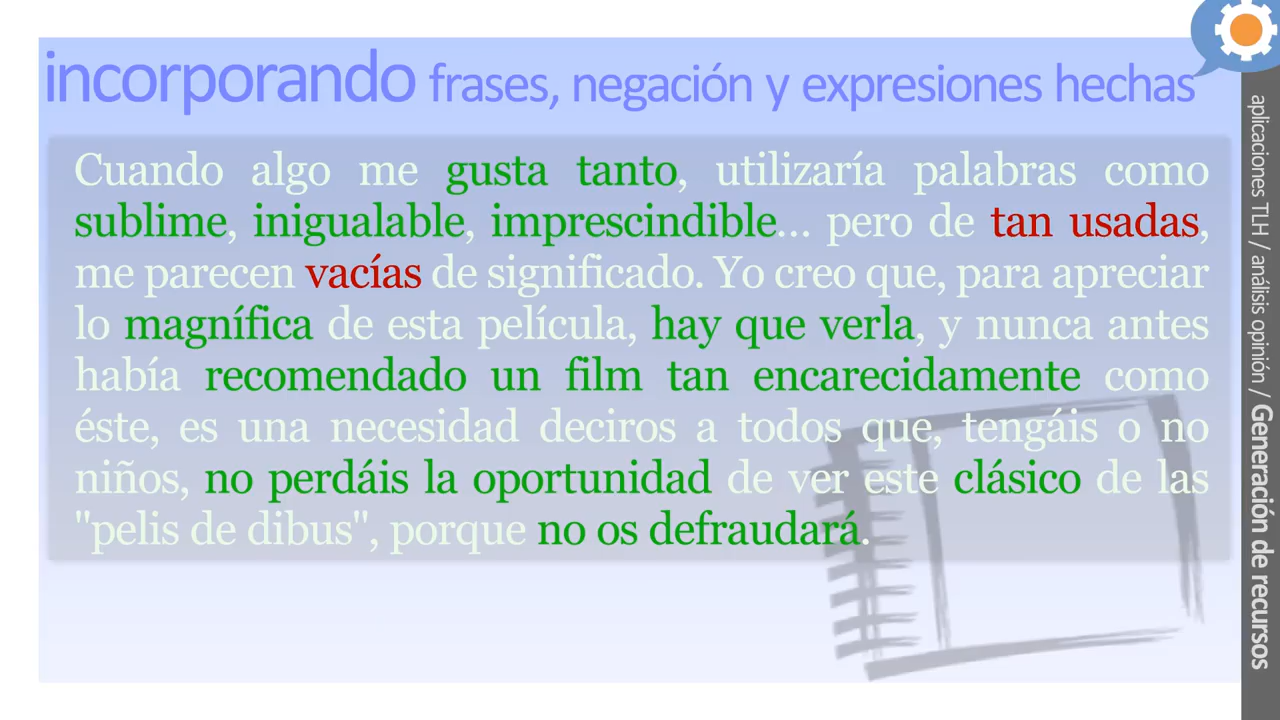 incorporando frases, negación y expresiones hechas
Cuando algo me gusta tanto, utilizaría palabras como
sublime, inigualable, imprescindible... pero de tan usadas,
me parecen vacías de significado. Yo creo que, para apreciar
lo magnífica de esta película, hay que verla, y nunca antes
había recomendado un film tan encarecidamente como
éste, es una necesidad deciros a todos que, tengáis o no
niños, no perdáis la oportunidad de ver este clásico de las
"pelis de dibus", porque no os defraudará.
aplicaciones TLH / análisis opinión / Generación de recursos